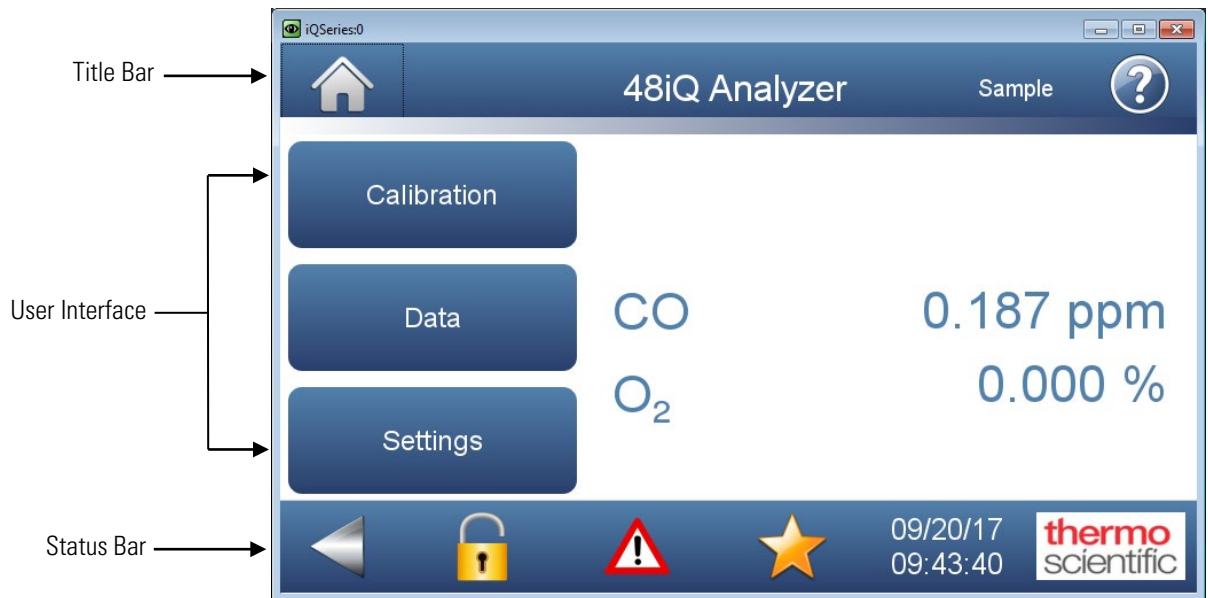 iQSeries:0
Title Bar
48iQ Analyzer
Sample
?
Calibration
User Interface
Data
CO
0.187 ppm
O₂
0.000 %
Settings
Status Bar
!
09/20/17
09:43:40
thermo
scientific